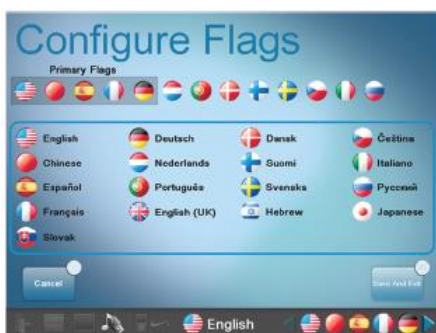 Configure Flags
Primary Flags
English Deutsch Dansk Čeština
Chinese Nederlands Suomi Italiano
Español Português Svenska Русский
Français English (UK) Hebrew Japanese
Slovak
Cancel Save And Exit
English